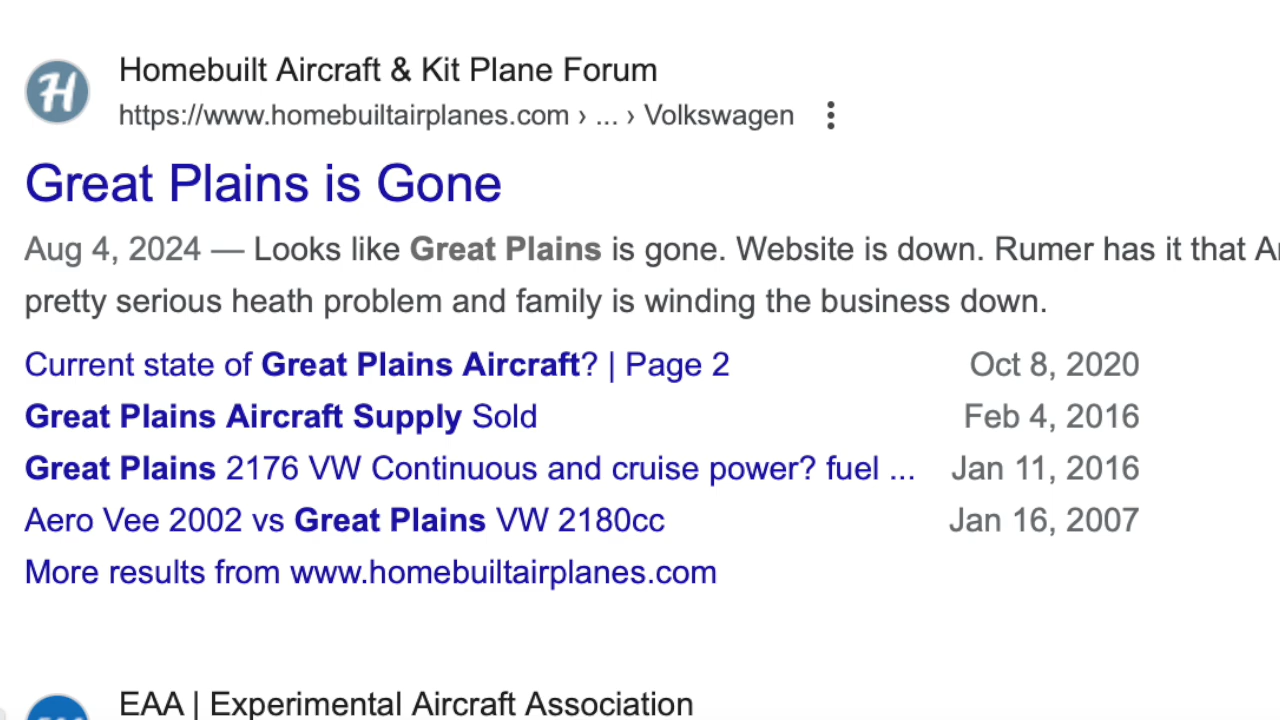 H
Homebuilt Aircraft & Kit Plane Forum
https://www.homebuiltairplanes.com › ... › Volkswagen
Great Plains is Gone
Aug 4, 2024 — Looks like Great Plains is gone. Website is down. Rumer has it that
pretty serious heath problem and family is winding the business down.
Current state of Great Plains Aircraft? | Page 2 Oct 8, 2020
Great Plains Aircraft Supply Sold Feb 4, 2016
Great Plains 2176 VW Continuous and cruise power? fuel ... Jan 11, 2016
Aero Vee 2002 vs Great Plains VW 2180cc Jan 16, 2007
More results from www.homebuiltairplanes.com
EAA | Experimental Aircraft Association